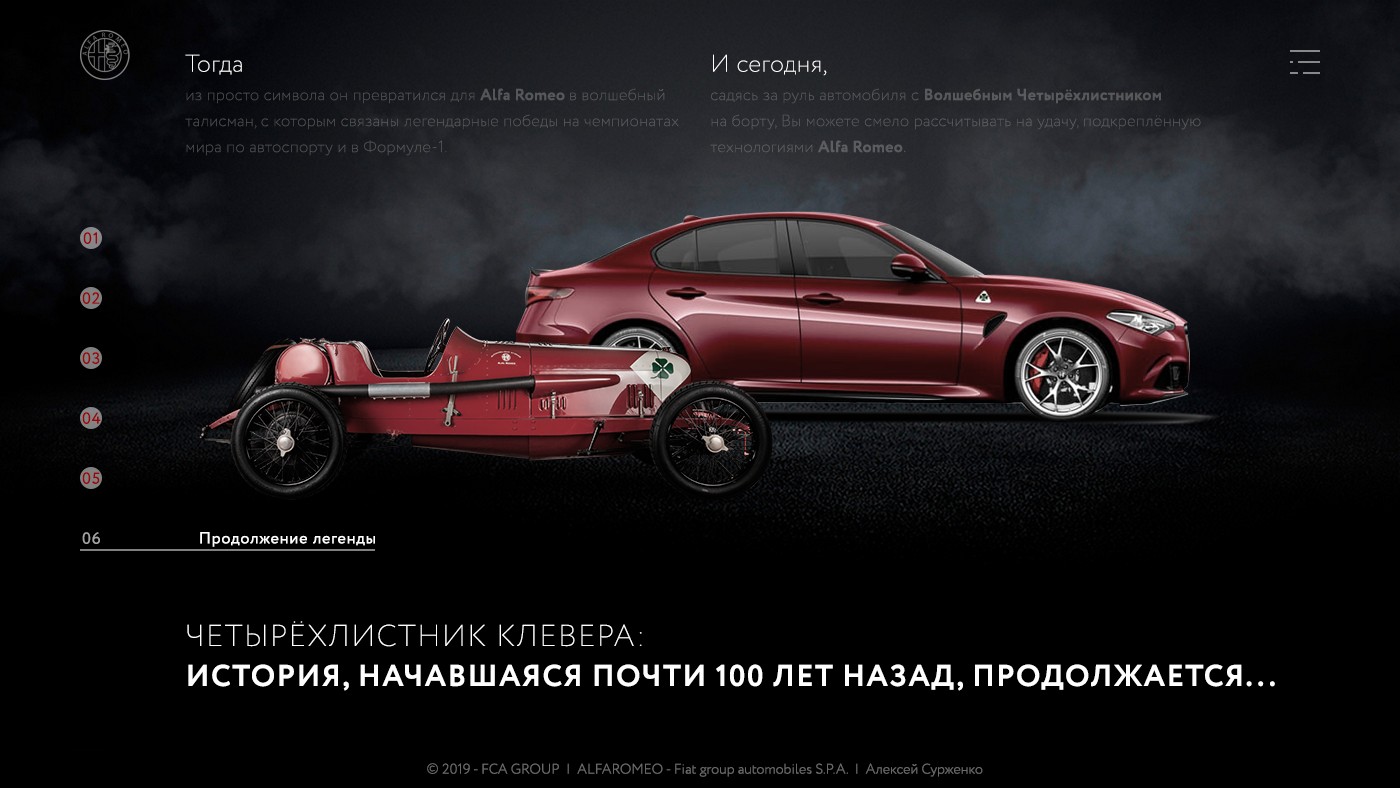 ALFA ROMEO
Тогда
из просто символа он превратился для Alfa Romeo в волшебный
талисман, с которым связаны легендарные победы на чемпионатах
мира по автоспорту и в Формуле-1.
И сегодня,
садясь за руль автомобиля с Волшебным Четырёхлистником
на борту, Вы можете смело рассчитывать на удачу, подкреплённую
технологиями Alfa Romeo.
01
02
03
04
05
06 Продолжение легенды
ЧЕТЫРЁХЛИСТНИК КЛЕВЕРА:
ИСТОРИЯ, НАЧАВШАЯСЯ ПОЧТИ 100 ЛЕТ НАЗАД, ПРОДОЛЖАЕТСЯ...
© 2019 - FCA GROUP | ALFAROMEO - Fiat group automobiles S.P.A. | Алексей Сурженко